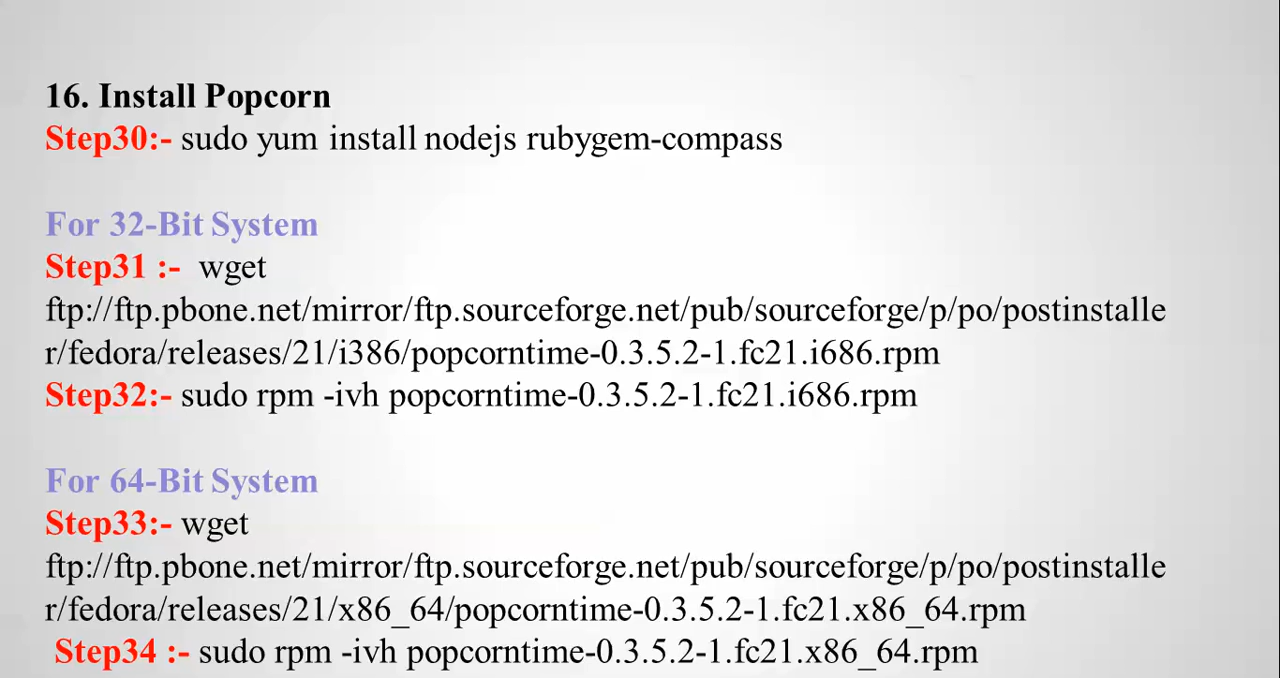 16. Install Popcorn
Step30:- sudo yum install nodejs rubygem-compass
For 32-Bit System
Step31 :- wget
ftp://ftp.pbone.net/mirror/ftp.sourceforge.net/pub/sourceforge/p/po/postinstalle
r/fedora/releases/21/i386/popcorntime-0.3.5.2-1.fc21.i686.rpm
Step32:- sudo rpm -ivh popcorntime-0.3.5.2-1.fc21.i686.rpm
For 64-Bit System
Step33:- wget
ftp://ftp.pbone.net/mirror/ftp.sourceforge.net/pub/sourceforge/p/po/postinstalle
r/fedora/releases/21/x86_64/popcorntime-0.3.5.2-1.fc21.x86_64.rpm
Step34 :- sudo rpm -ivh popcorntime-0.3.5.2-1.fc21.x86_64.rpm